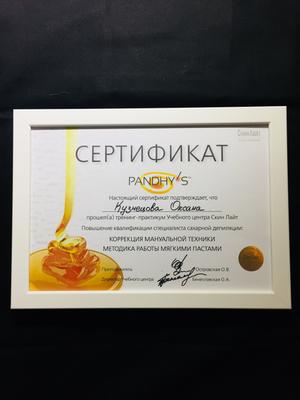 СЕРТИФИКАТ
PANDHY'S™
Настоящий сертификат подтверждает, что
Кузнецова Оксана
прошел(а) тренинг-практикум Учебного центра Скин Лайт
Повышение квалификации специалиста сахарной депиляции:
КОРРЕКЦИЯ МАНУАЛЬНОЙ ТЕХНИКИ
МЕТОДИКА РАБОТЫ МЯГКИМИ ПАСТАМИ
Преподаватель Островская О.В.
Директор Учебного центра О.А.